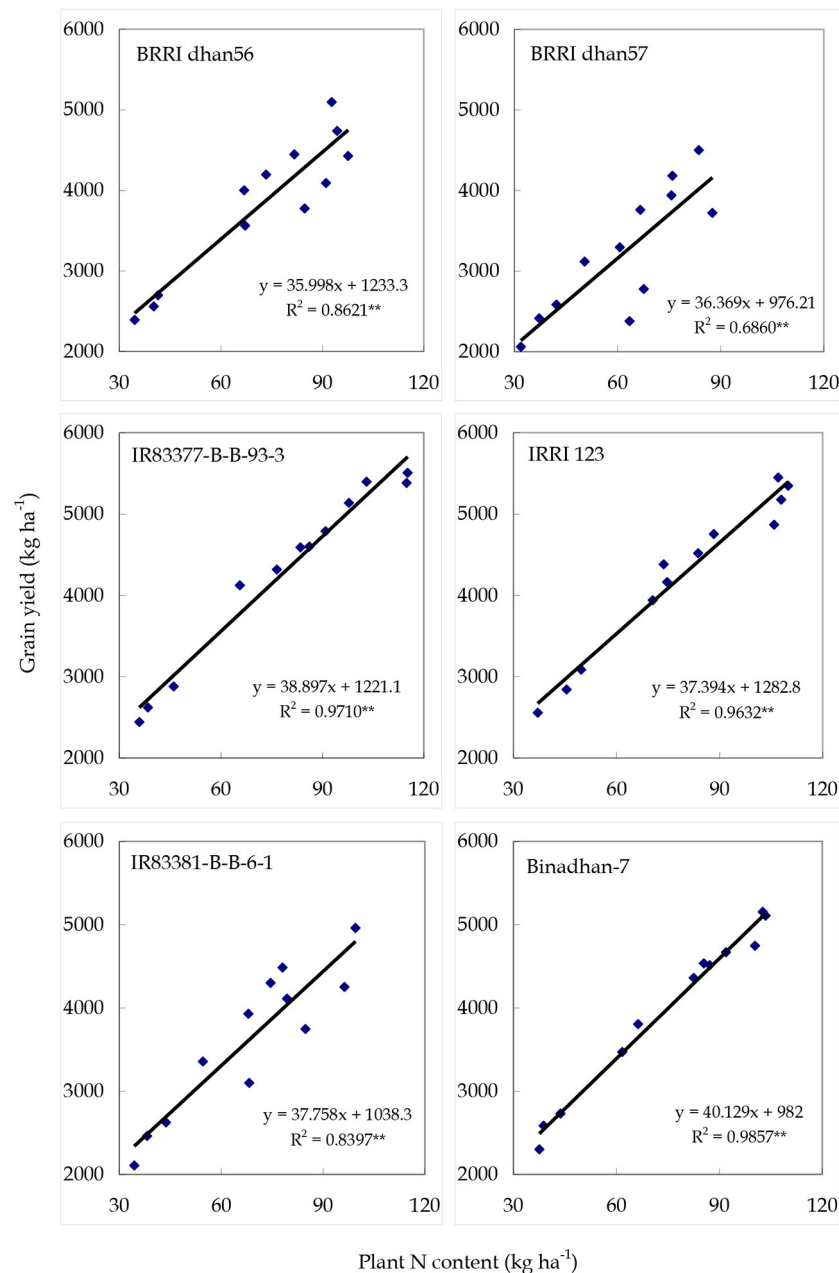 BRRI dhan56
6000
5000
4000
3000
2000
30 60 90 120
y = 35.998x + 1233.3
R² = 0.8621**
BRRI dhan57
6000
5000
4000
3000
2000
30 60 90 120
y = 36.369x + 976.21
R² = 0.6860**
IR83377-B-B-93-3
6000
5000
4000
3000
2000
30 60 90 120
y = 38.897x + 1221.1
R² = 0.9710**
IRRI 123
6000
5000
4000
3000
2000
30 60 90 120
y = 37.394x + 1282.8
R² = 0.9632**
IR83381-B-B-6-1
6000
5000
4000
3000
2000
30 60 90 120
y = 37.758x + 1038.3
R² = 0.8397**
Binadhan-7
6000
5000
4000
3000
2000
30 60 90 120
y = 40.129x + 982
R² = 0.9857**
Grain yield (kg ha⁻¹)
Plant N content (kg ha⁻¹)